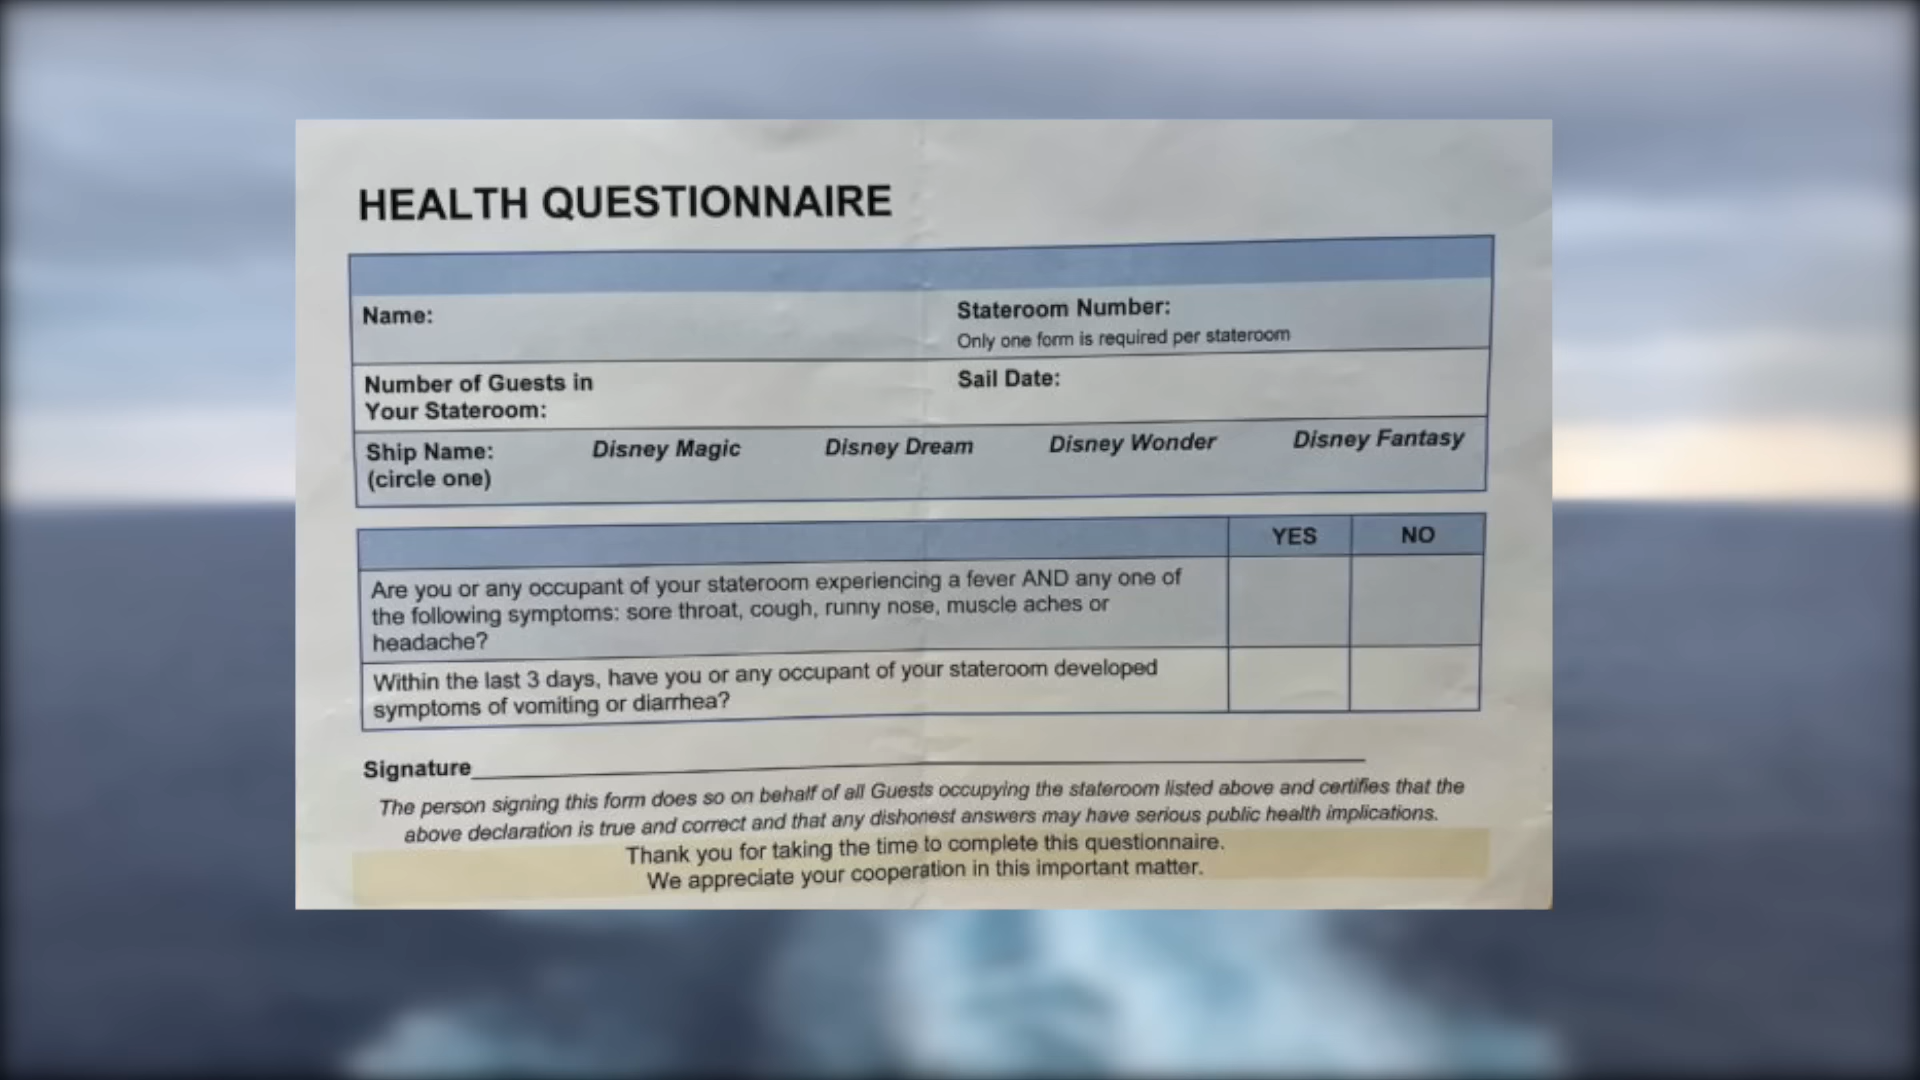 HEALTH QUESTIONNAIRE
Name:
Stateroom Number:
Only one form is required per stateroom
Number of Guests in
Your Stateroom:
Sail Date:
Ship Name: Disney Magic Disney Dream Disney Wonder Disney Fantasy
(circle one)
YES NO
Are you or any occupant of your stateroom experiencing a fever AND any one of
the following symptoms: sore throat, cough, runny nose, muscle aches or
headache?
Within the last 3 days, have you or any occupant of your stateroom developed
symptoms of vomiting or diarrhea?
Signature
The person signing this form does so on behalf of all Guests occupying the stateroom listed above and certifies that the
above declaration is true and correct and that any dishonest answers may have serious public health implications.
Thank you for taking the time to complete this questionnaire.
We appreciate your cooperation in this important matter.